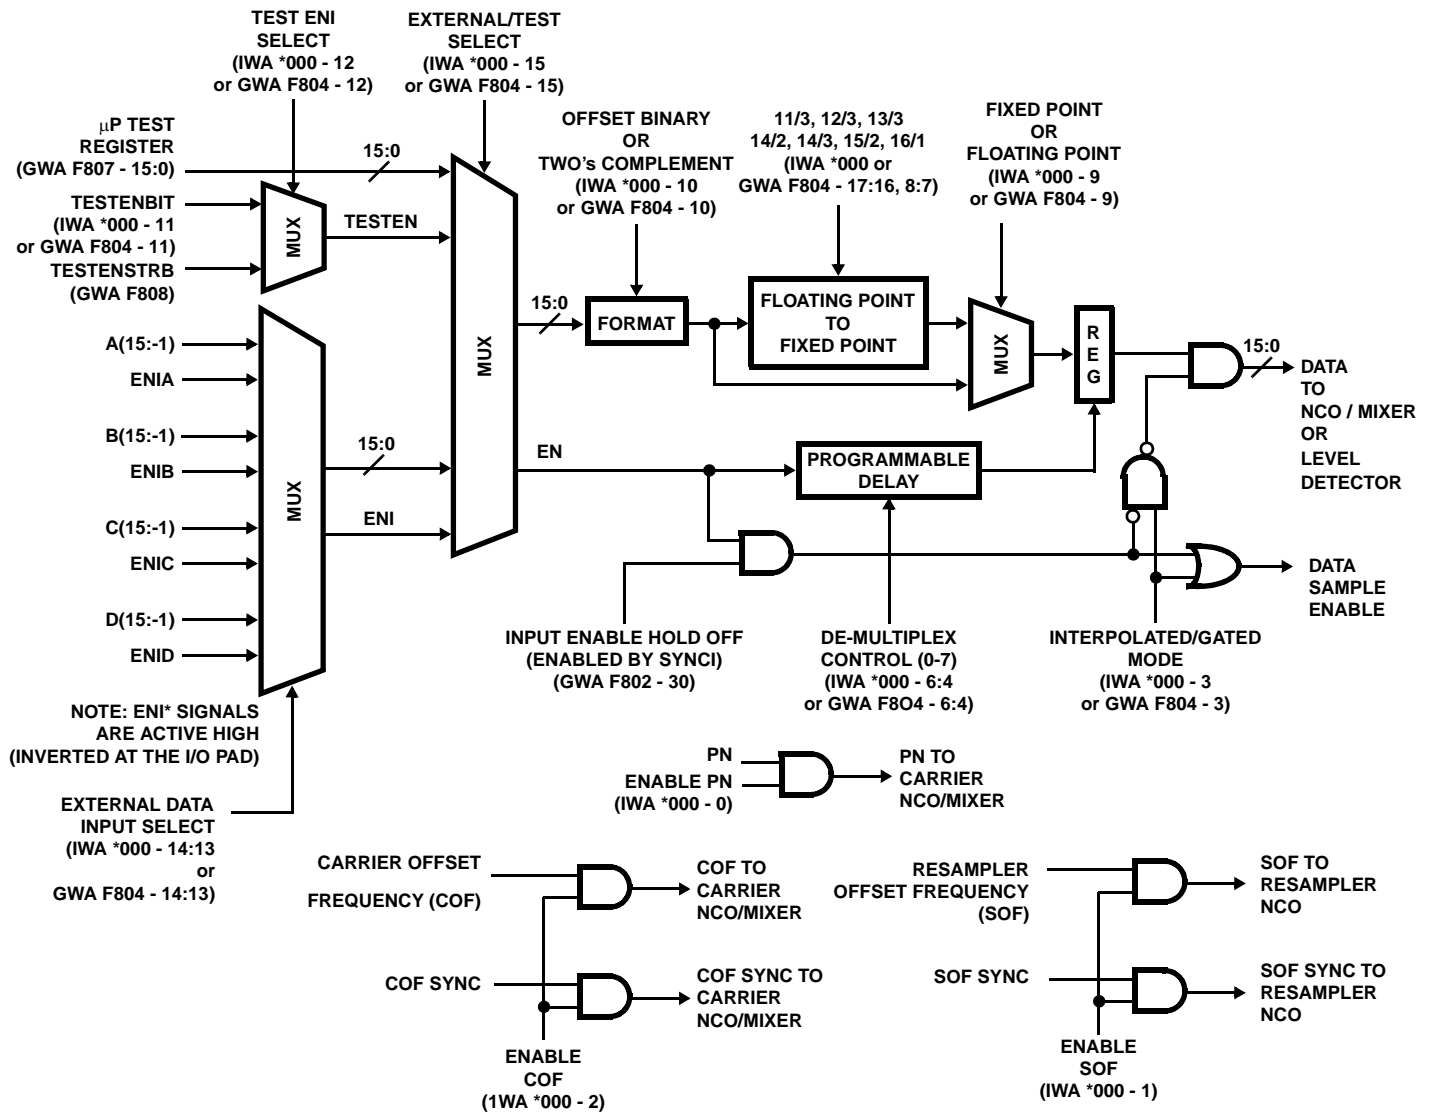 TEST ENI
SELECT
(IWA *000 - 12
or GWA F804 - 12)
EXTERNAL/TEST
SELECT
(IWA *000 - 15
or GWA F804 - 15)
µP TEST
REGISTER
(GWA F807 - 15:0)
15:0
TESTENBIT
(IWA *000 - 11
or GWA F804 - 11)
TESTENSTRB
(GWA F808)
MUX
TESTEN
OFFSET BINARY
OR
TWO's COMPLEMENT
(IWA *000 - 10
or GWA F804 - 10)
11/3, 12/3, 13/3
14/2, 14/3, 15/2, 16/1
(IWA *000 or
GWA F804 - 17:16, 8:7)
FIXED POINT
OR
FLOATING POINT
(IWA *000 - 9
or GWA F804 - 9)
A(15:-1)
ENIA
B(15:-1)
ENIB
C(15:-1)
ENIC
D(15:-1)
ENID
MUX
15:0
ENI
MUX
15:0
FORMAT
FLOATING POINT
TO
FIXED POINT
MUX
R
E
G
15:0
DATA
TO
NCO / MIXER
OR
LEVEL
DETECTOR
EN
PROGRAMMABLE
DELAY
DATA
SAMPLE
ENABLE
INPUT ENABLE HOLD OFF
(ENABLED BY SYNCI)
(GWA F802 - 30)
DE-MULTIPLEX
CONTROL (0-7)
(IWA *000 - 6:4
or GWA F8O4 - 6:4)
INTERPOLATED/GATED
MODE
(IWA *000 - 3
or GWA F804 - 3)
NOTE: ENI* SIGNALS
ARE ACTIVE HIGH
(INVERTED AT THE I/O PAD)
EXTERNAL DATA
INPUT SELECT
(IWA *000 - 14:13
or
GWA F804 - 14:13)
PN
ENABLE PN
(IWA *000 - 0)
PN TO
CARRIER
NCO/MIXER
CARRIER OFFSET
FREQUENCY (COF)
COF TO
CARRIER
NCO/MIXER
COF SYNC
COF SYNC TO
CARRIER
NCO/MIXER
ENABLE
COF
(1WA *000 - 2)
RESAMPLER
OFFSET FREQUENCY
(SOF)
SOF TO
RESAMPLER
NCO
SOF SYNC
SOF SYNC TO
RESAMPLER
NCO
ENABLE
SOF
(IWA *000 - 1)